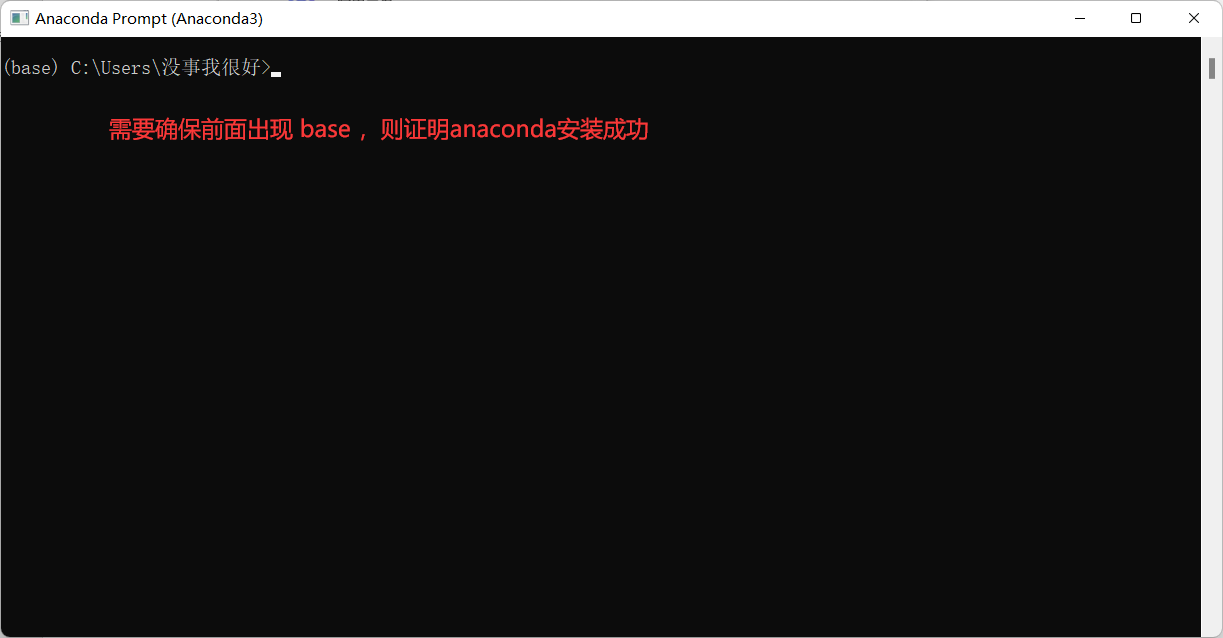 Anaconda Prompt (Anaconda3)
(base) C:\Users\没事我很好>
需要确保前面出现 base ，则证明anaconda安装成功